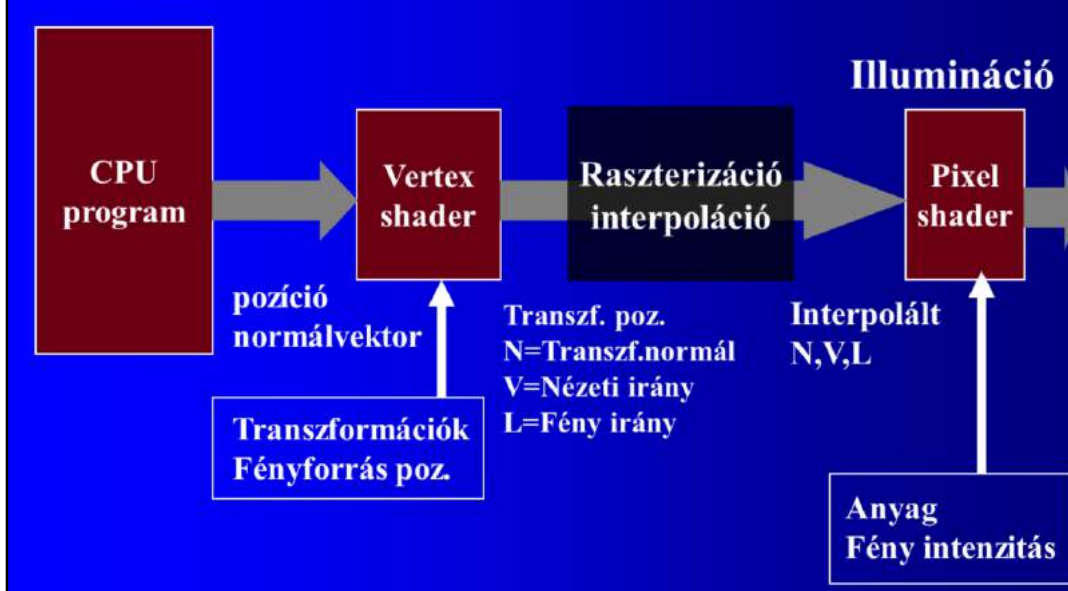 CPU
program
pozíció
normálvektor
Vertex
shader
Transzformációk
Fényforrás poz.
Raszterizáció
interpoláció
Transzf. poz.
N=Transzf.normál
V=Nézeti irány
L=Fény irány
Interpolált
N,V,L
Illumináció
Pixel
shader
Anyag
Fény intenzitás